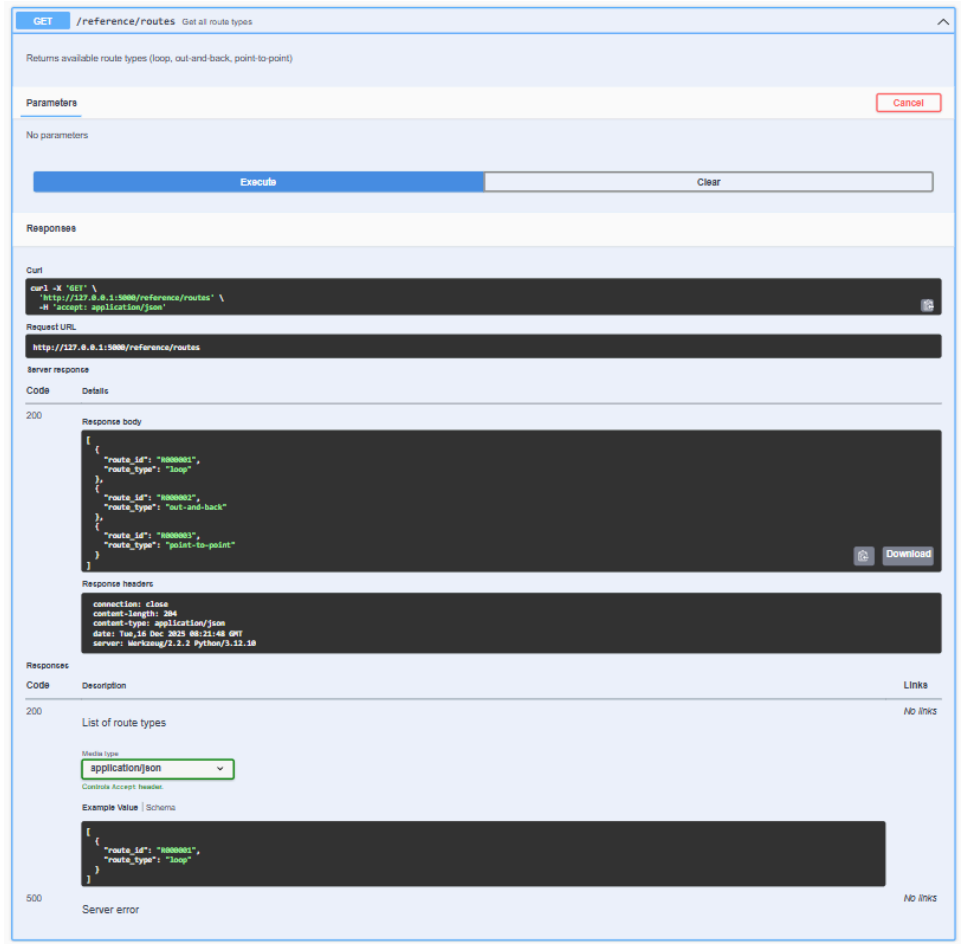 GET /reference/routes Get all route types
Returns available route types (loop, out-and-back, point-to-point)
Parameters Cancel
No parameters
Execute Clear
Responses
Curl
curl -X 'GET' \
'http://127.0.0.1:5000/reference/routes' \
-H 'accept: application/json'
Request URL
http://127.0.0.1:5000/reference/routes
Server response
Code Details
200
Response body
[
{
"route_id": "R000001",
"route_type": "loop"
},
{
"route_id": "R000002",
"route_type": "out-and-back"
},
{
"route_id": "R000003",
"route_type": "point-to-point"
}
]
Download
Response headers
connection: close
content-length: 204
content-type: application/json
date: Tue,16 Dec 2025 08:21:48 GMT
server: Werkzeug/2.2.2 Python/3.12.10
Responses
Code Description Links
200 No links
List of route types
Media type
application/json
Controls Accept header.
Example Value | Schema
[
{
"route_id": "R000001",
"route_type": "loop"
}
]
500 No links
Server error